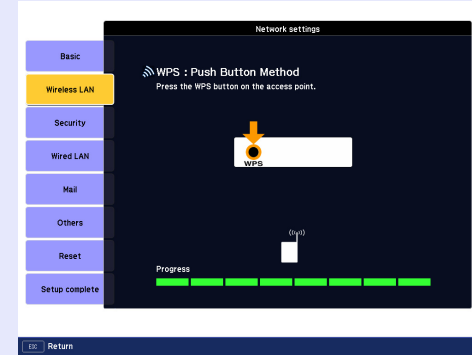 Network settings
Basic
Wireless LAN
Security
Wired LAN
Mail
Others
Reset
Setup complete
WPS : Push Button Method
Press the WPS button on the access point.
WPS
Progress
ESC Return